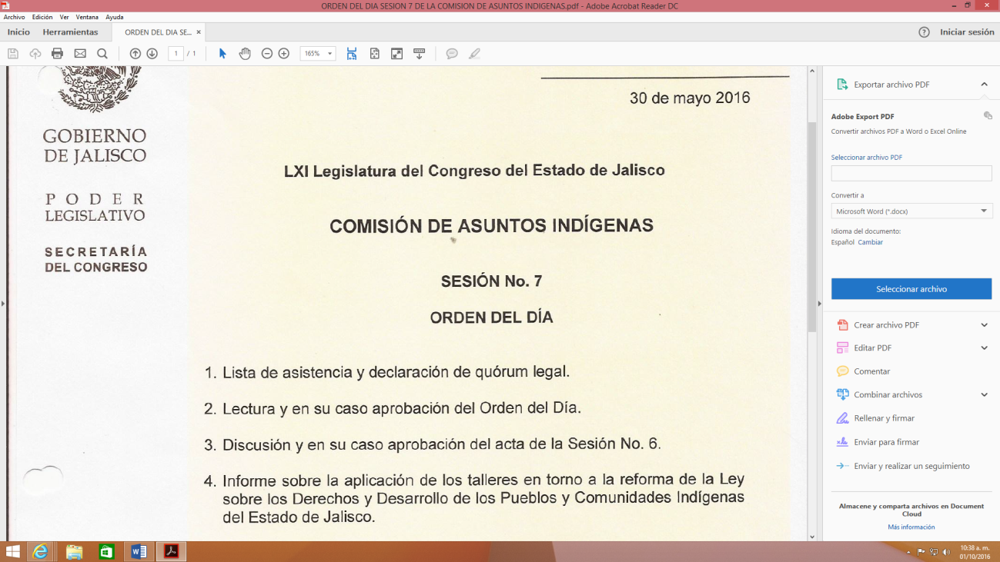 ORDEN DEL DIA SESION 7 DE LA COMISION DE ASUNTOS INDIGENAS.pdf - Adobe Acrobat Reader DC
Archivo Edición Ver Ventana Ayuda
Inicio Herramientas ORDEN DEL DIA SE... × Iniciar sesión
1 / 1 165%
30 de mayo 2016
GOBIERNO
DE JALISCO
PODER
LEGISLATIVO
SECRETARÍA
DEL CONGRESO
LXI Legislatura del Congreso del Estado de Jalisco
COMISIÓN DE ASUNTOS INDÍGENAS
SESIÓN No. 7
ORDEN DEL DÍA
1. Lista de asistencia y declaración de quórum legal.
2. Lectura y en su caso aprobación del Orden del Día.
3. Discusión y en su caso aprobación del acta de la Sesión No. 6.
4. Informe sobre la aplicación de los talleres en torno a la reforma de la Ley
sobre los Derechos y Desarrollo de los Pueblos y Comunidades Indígenas
del Estado de Jalisco.
Exportar archivo PDF
Adobe Export PDF
Convertir archivos PDF a Word o Excel Online
Seleccionar archivo PDF
Convertir a
Microsoft Word (*.docx)
Idioma del documento:
Español Cambiar
Seleccionar archivo
Crear archivo PDF
Editar PDF
Comentar
Combinar archivos
Rellenar y firmar
Enviar para firmar
Enviar y realizar un seguimiento
Almacene y comparta archivos en Document
Cloud
Más información
10:38 a. m.
01/10/2016